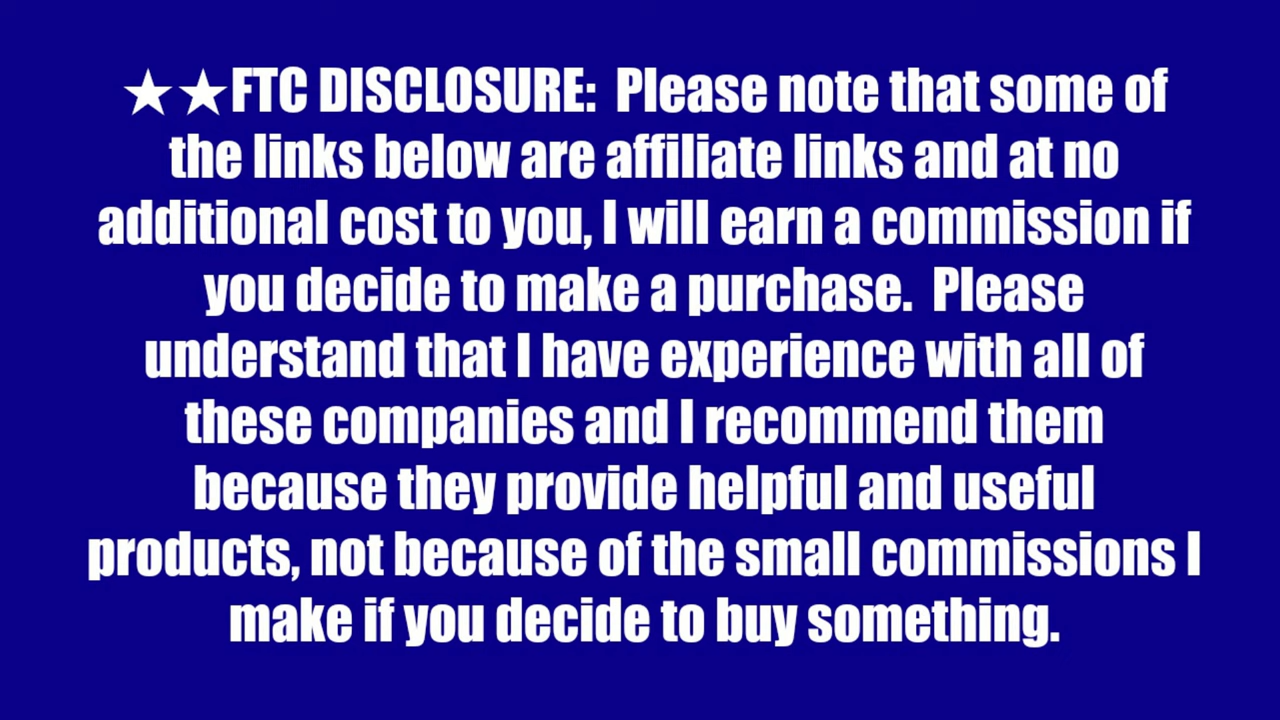 ★★FTC DISCLOSURE:  Please note that some of
the links below are affiliate links and at no
additional cost to you, I will earn a commission if
you decide to make a purchase.  Please
understand that I have experience with all of
these companies and I recommend them
because they provide helpful and useful
products, not because of the small commissions I
make if you decide to buy something.